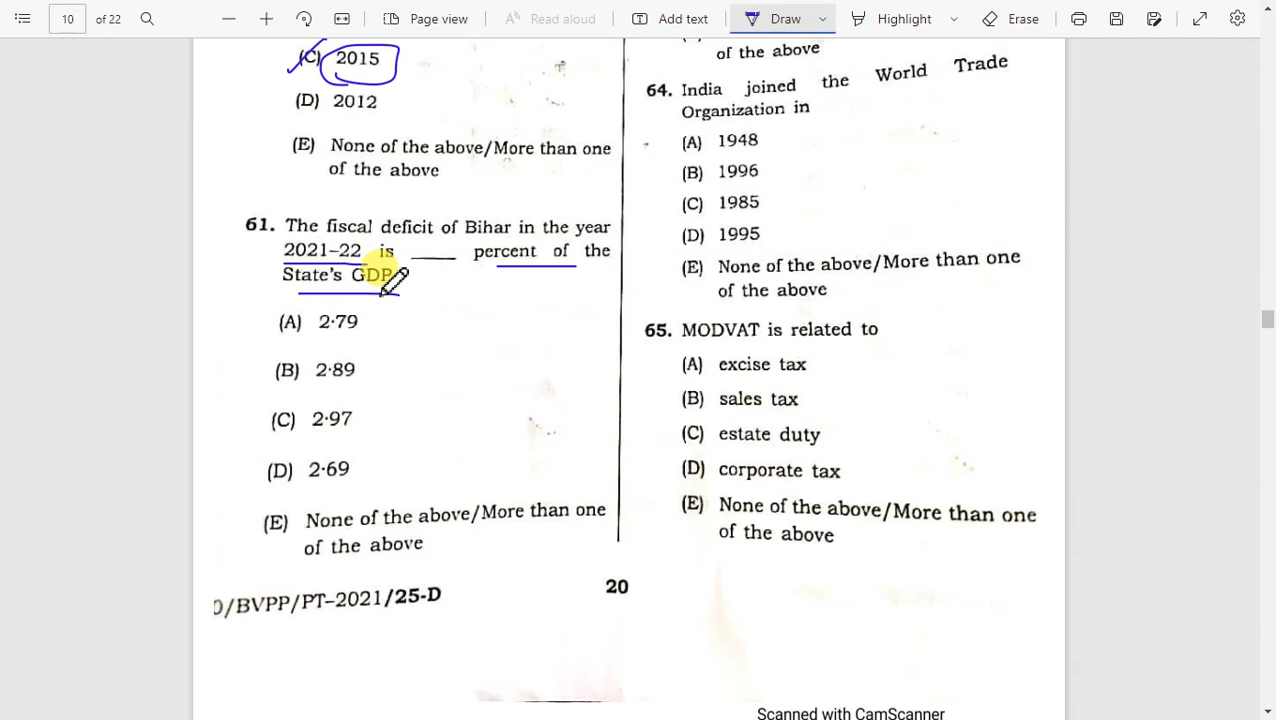 10 of 22 Page view Read aloud Add text Draw Highlight Erase
(C) 2015
(D) 2012
(E) None of the above/More than one
of the above
61. The fiscal deficit of Bihar in the year
2021–22 is ____ percent of the
State's GDP.
(A) 2·79
(B) 2·89
(C) 2·97
(D) 2·69
(E) None of the above/More than one
of the above
0/BVPP/PT–2021/25-D
20
of the above
64. India joined the World Trade
Organization in
(A) 1948
(B) 1996
(C) 1985
(D) 1995
(E) None of the above/More than one
of the above
65. MODVAT is related to
(A) excise tax
(B) sales tax
(C) estate duty
(D) corporate tax
(E) None of the above/More than one
of the above
Scanned with CamScanner